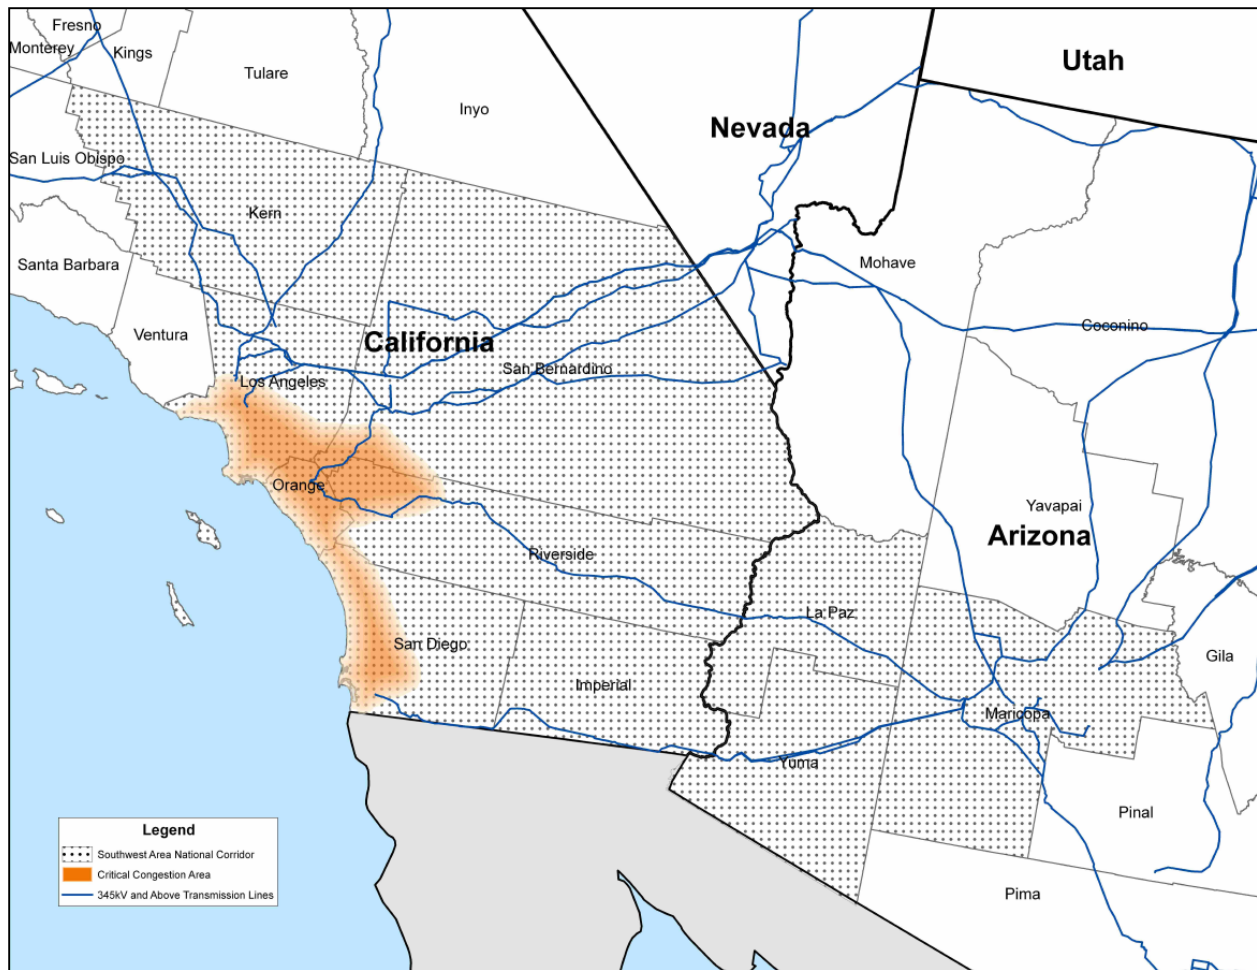 Fresno
Monterey
Kings
Tulare
Inyo
Utah
Nevada
San Luis Obispo
Kern
Santa Barbara
Mohave
Ventura
California
Coconino
San Bernardino
Los Angeles
Orange
Yavapai
Arizona
Riverside
La Paz
San Diego
Gila
Imperial
Maricopa
Yuma
Pinal
Pima
Legend
Southwest Area National Corridor
Critical Congestion Area
345kV and Above Transmission Lines